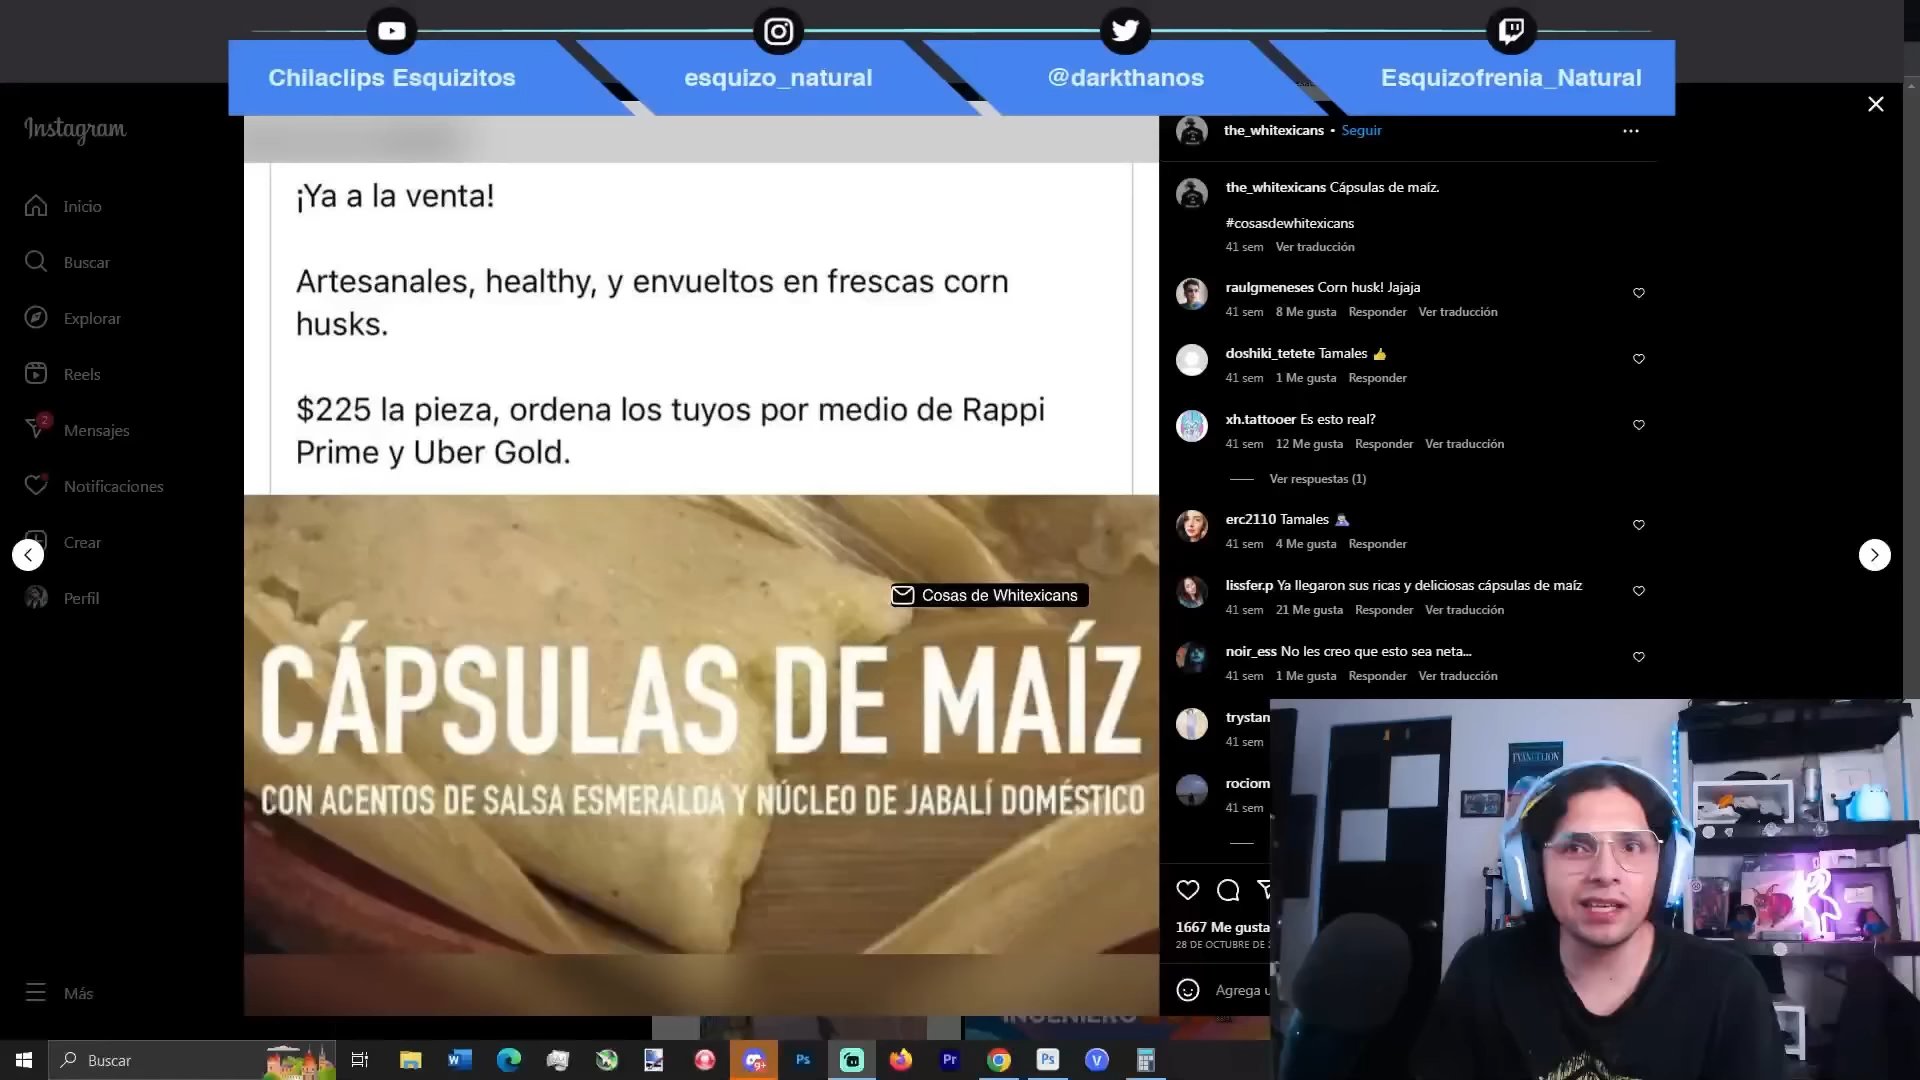 Chilaclips Esquizitos
esquizo_natural
@darkthanos
Esquizofrenia_Natural
Instagram
Inicio
Buscar
Explorar
Reels
2
Mensajes
Notificaciones
Crear
Perfil
Más
¡Ya a la venta!
Artesanales, healthy, y envueltos en frescas corn
husks.
$225 la pieza, ordena los tuyos por medio de Rappi
Prime y Uber Gold.
Cosas de Whitexicans
CÁPSULAS DE MAÍZ
CON ACENTOS DE SALSA ESMERALDA Y NÚCLEO DE JABALÍ DOMÉSTICO
the_whitexicans • Seguir
the_whitexicans Cápsulas de maíz.
#cosasdewhitexicans
41 sem Ver traducción
raulgmeneses Corn husk! Jajaja
41 sem 8 Me gusta Responder Ver traducción
doshiki_tetete Tamales 👍
41 sem 1 Me gusta Responder
xh.tattooer Es esto real?
41 sem 12 Me gusta Responder Ver traducción
Ver respuestas (1)
erc2110 Tamales
41 sem 4 Me gusta Responder
lissfer.p Ya llegaron sus ricas y deliciosas cápsulas de maíz
41 sem 21 Me gusta Responder Ver traducción
noir_ess No les creo que esto sea neta...
41 sem 1 Me gusta Responder Ver traducción
trystan
41 sem
rociom
41 sem
1667 Me gusta
28 DE OCTUBRE DE
Agrega
EVANGELION
INGENIERO
Buscar
9+
Ps
Pr
Ps
V